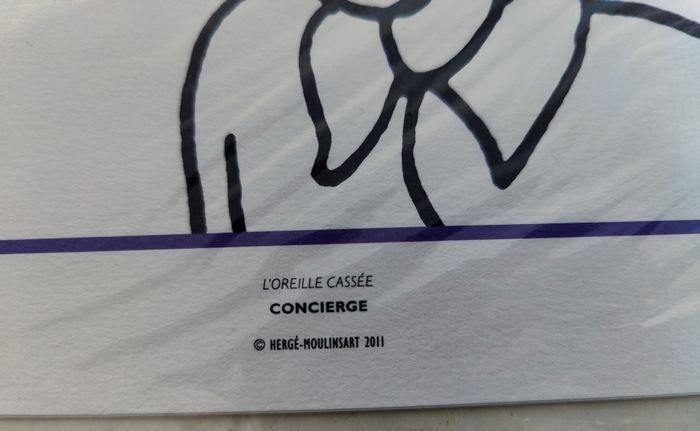 L'OREILLE CASSÉE
CONCIERGE
© HERGÉ-MOULINSART 2011